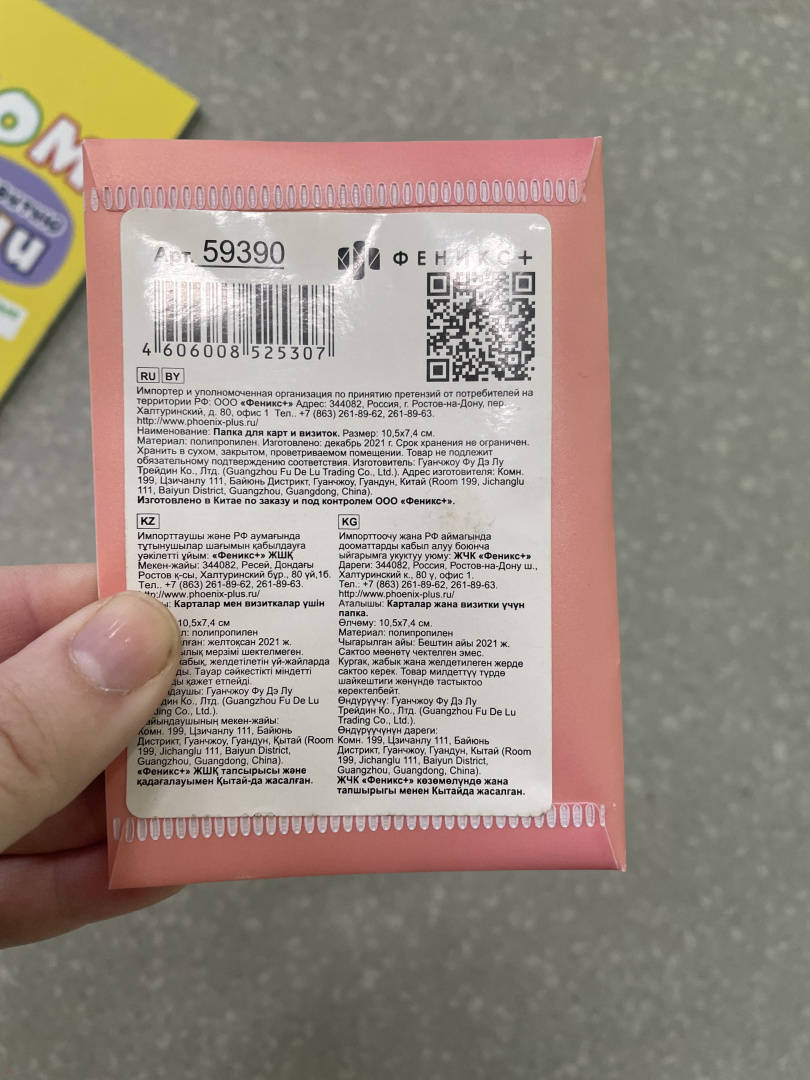 ОМ
Арт. 59390
ФЕНИКС+
4 606008 525307
RU BY
Импортер и уполномоченная организация по принятию претензий от потребителей на
территории РФ: ООО «Феникс+» Адрес: 344082, Россия, г. Ростов-на-Дону, пер.
Халтуринский, д. 80, офис 1 Тел.. +7 (863) 261-89-62, 261-89-63.
http://www.phoenix-plus.ru/
Наименование: Папка для карт и визиток. Размер: 10,5х7,4 см.
Материал: полипропилен. Изготовлено: декабрь 2021 г. Срок хранения не ограничен.
Хранить в сухом, закрытом, проветриваемом помещении. Товар не подлежит
обязательному подтверждению соответствия. Изготовитель: Гуанчжоу Фу Дэ Лу
Трейдин Ко., Лтд. (Guangzhou Fu De Lu Trading Co., Ltd.). Адрес изготовителя: Комн.
199, Цзичанлу 111, Байюнь Дистрикт, Гуанчжоу, Гуандун, Китай (Room 199, Jichanglu
111, Baiyun District, Guangzhou, Guangdong, China).
Изготовлено в Китае по заказу и под контролем ООО «Феникс+».
KZ
Импорттаушы және РФ аумағында
тұтынушылар шағымын қабылдауға
уәкілетті ұйым: «Феникс+» ЖШҚ
Мекен-жайы: 344082, Ресей, Дондағы
Ростов қ-сы, Халтуринский бұр., 80 үй,1б.
Тел.. +7 (863) 261-89-62, 261-89-63.
http://www.phoenix-plus.ru/
Карталар мен визиткалар үшін
10,5х7,4 см
полипропилен
желтоқсан 2021 ж.
мерзімі шектелмеген.
желдетілетін үй-жайларда
Тауар сәйкестікті міндетті
қажет етпейді.
Гуанчжоу Фу Дэ Лу
Трейдин Ко., Лтд. (Guangzhou Fu De Lu
Trading Co., Ltd.).
Дайындаушының мекен-жайы:
Комн. 199, Цзичанлу 111, Байюнь
Дистрикт, Гуанчжоу, Гуандун, Қытай (Room
199, Jichanglu 111, Baiyun District,
Guangzhou, Guangdong, China).
«Феникс+» ЖШҚ тапсырысы және
қадағалауымен Қытай-да жасалған.
KG
Импорттоочу жана РФ аймагында
дооматтарды кабыл алуу боюнча
ыйгарымга укуктуу уюму: ЖЧК «Феникс+»
Дареги: 344082, Россия, Ростов-на-Дону ш.,
Халтуринский к., 80 ү, офис 1.
Тел.. +7 (863) 261-89-62, 261-89-63.
http://www.phoenix-plus.ru/
Аталышы: Карталар жана визитки үчүн
папка.
Өлчөмү: 10,5х7,4 см.
Материал: полипропилен
Чыгарылган айы: Бештин айы 2021 ж.
Сактоо мөөнөтү чектелген эмес.
Кургак, жабык жана желдетилген жерде
сактоо керек. Товар милдеттүү түрдө
шайкештиги жөнүндө тастыктоо
керектелбейт.
Өндүрүүчү: Гуанчжоу Фу Дэ Лу
Трейдин Ко., Лтд. (Guangzhou Fu De Lu
Trading Co., Ltd.).
Өндүрүүчүнүн дареги:
Комн. 199, Цзичанлу 111, Байюнь
Дистрикт, Гуанчжоу, Гуандун, Кытай (Room
199, Jichanglu 111, Baiyun District,
Guangzhou, Guangdong, China).
ЖЧК «Феникс+» көзөмөлүндө жана
тапшырыгы менен Кытайда жасалган.